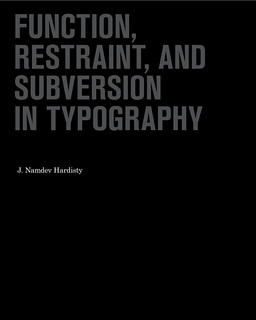 FUNCTION,
RESTRAINT, AND
SUBVERSION
IN TYPOGRAPHY
J. Namdev Hardisty